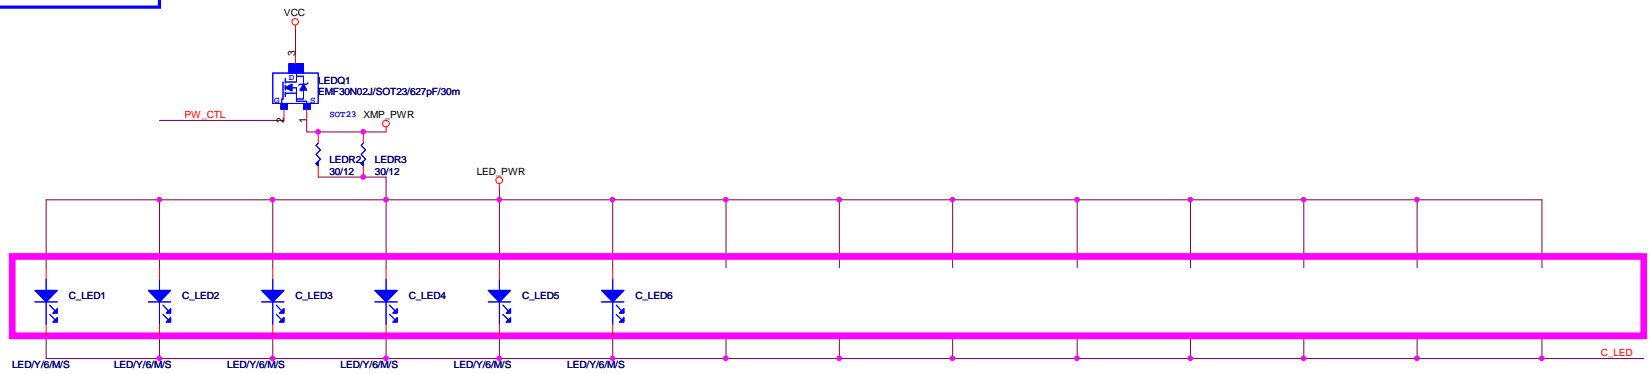 VCC
3
D
LEDQ1
EMF30N02J/SOT23/627pF/30m
G
S
PW_CTL
2
1
SOT23
XMP_PWR
LEDR2
30/12
LEDR3
30/12
LED_PWR
C_LED1
C_LED2
C_LED3
C_LED4
C_LED5
C_LED6
C_LED
LED/Y/6/M/S
LED/Y/6/M/S
LED/Y/6/M/S
LED/Y/6/M/S
LED/Y/6/M/S
LED/Y/6/M/S